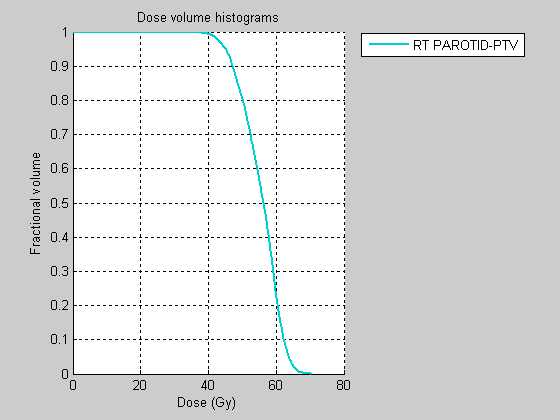 Dose volume histograms
RT PAROTID-PTV
1
0.9
0.8
0.7
0.6
0.5
0.4
0.3
0.2
0.1
0
Fractional volume
0 20 40 60 80
Dose (Gy)